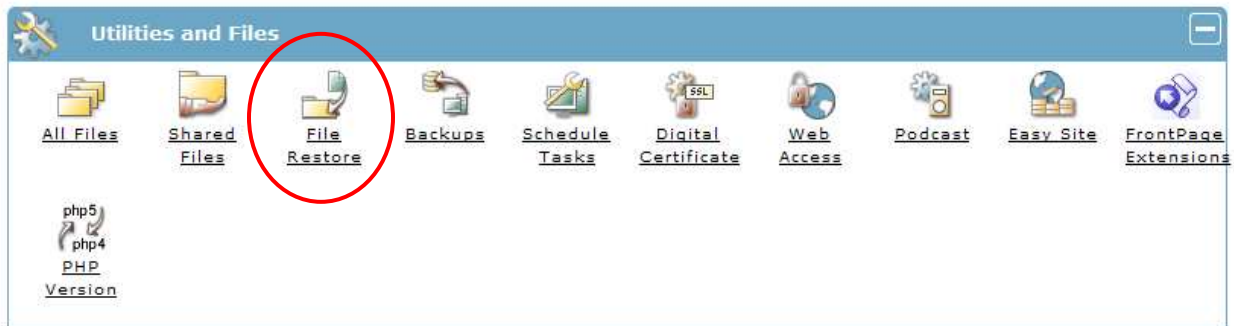 Utilities and Files
SSL
All Files Shared File Backups Schedule Digital Web Podcast Easy Site FrontPage
Files Restore Tasks Certificate Access Extensions
php5
php4
PHP
Version